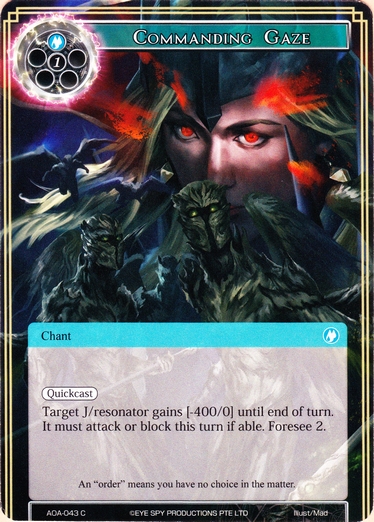 1
COMMANDING GAZE
Chant
Quickcast
Target J/resonator gains [-400/0] until end of turn.
It must attack or block this turn if able. Foresee 2.
An “order” means you have no choice in the matter.
AOA-043 C ©EYE SPY PRODUCTIONS PTE LTD Illust/Mad